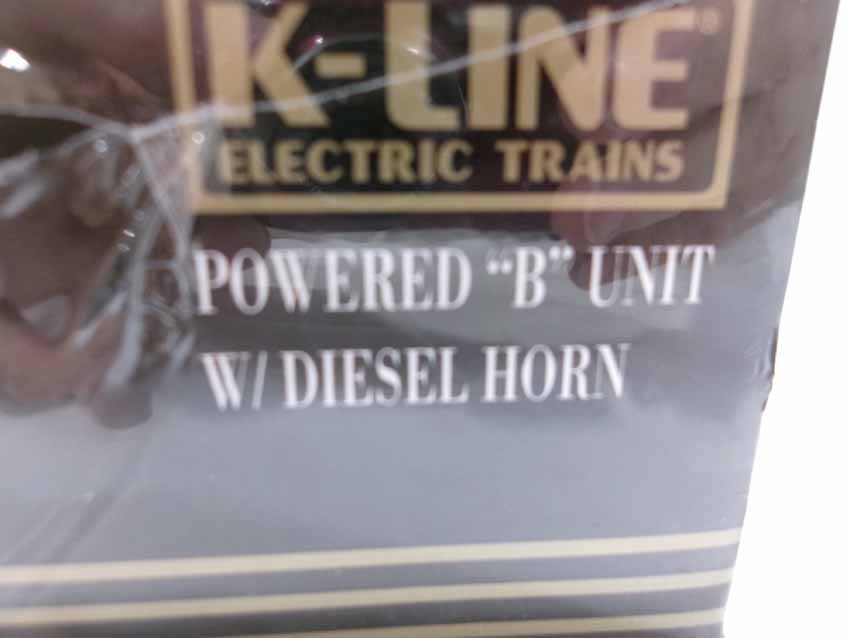 K-LINE®
ELECTRIC TRAINS
POWERED “B” UNIT
W/ DIESEL HORN